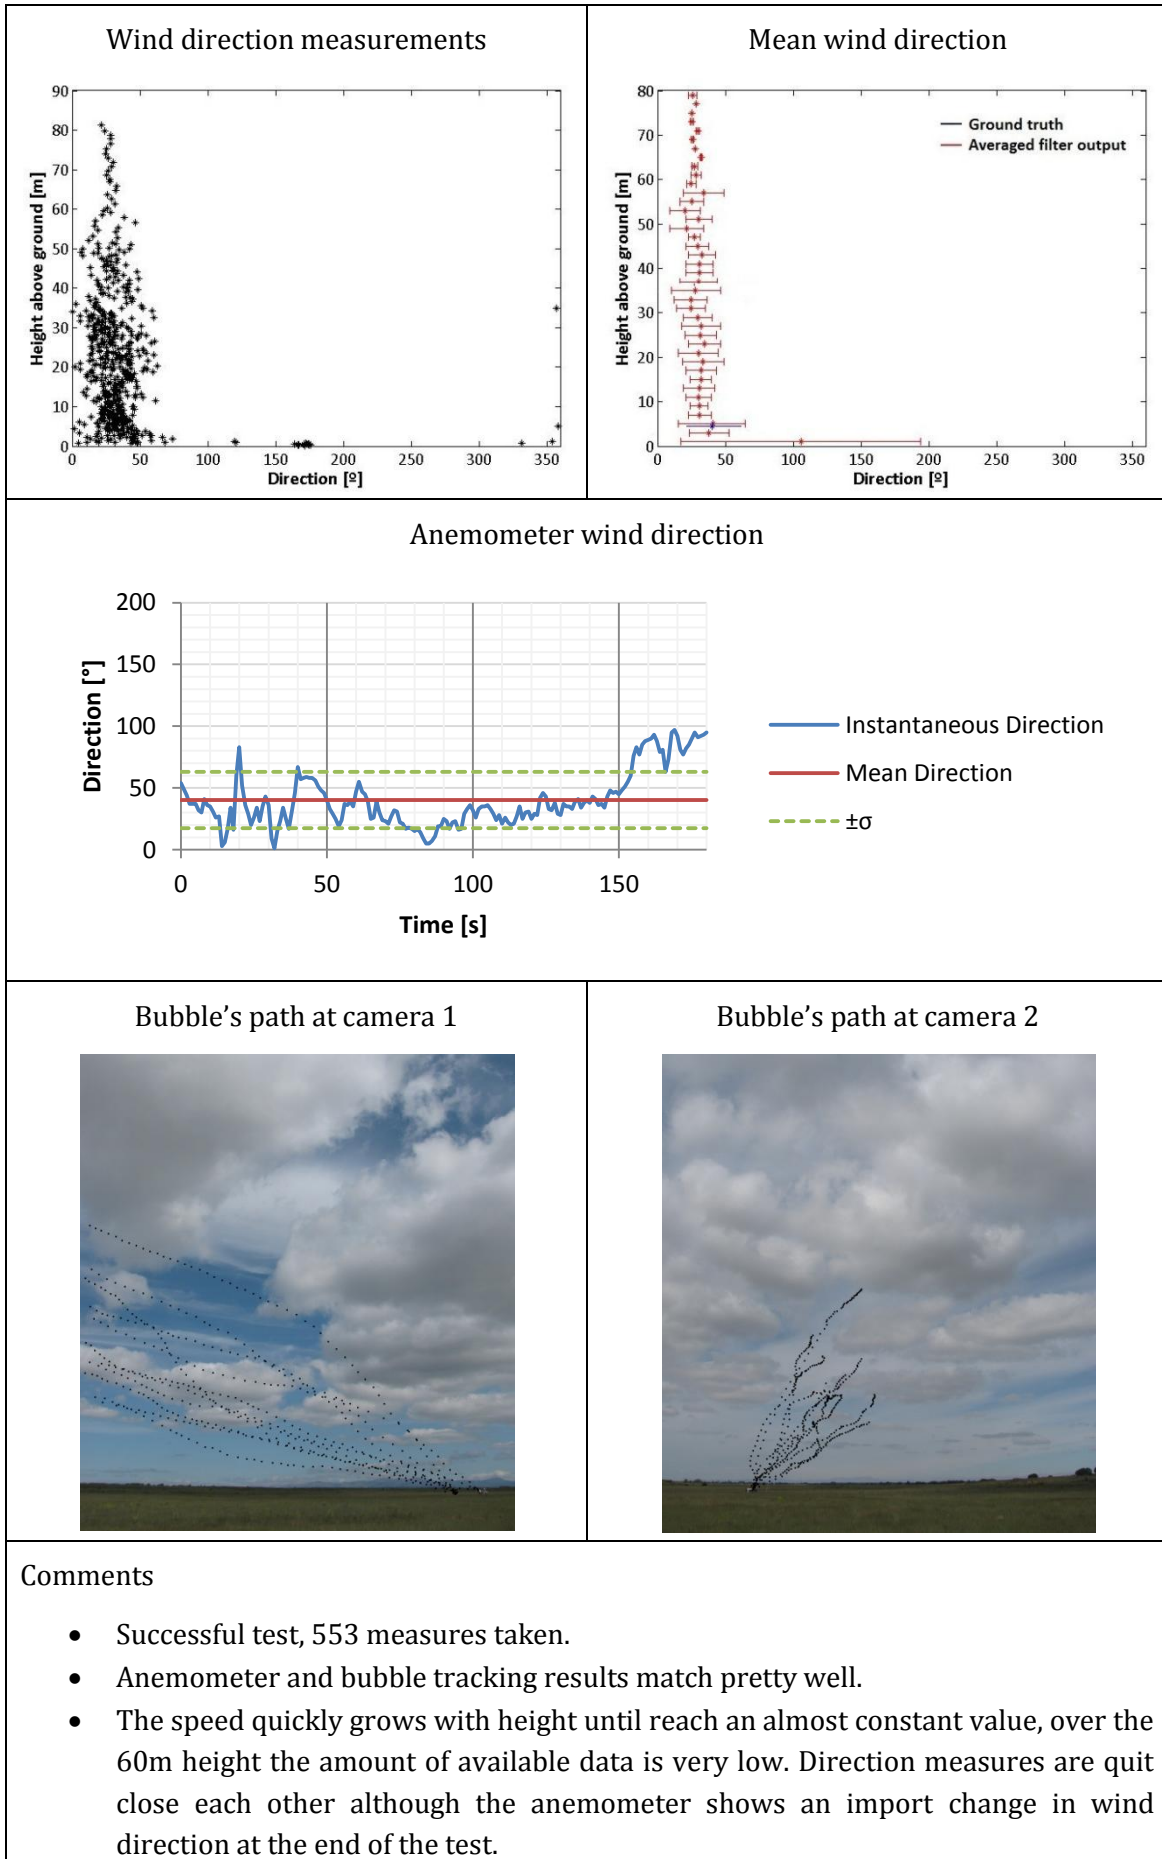 Wind direction measurements
Mean wind direction
90
80
70
60
50
40
30
20
10
0
Height above ground [m]
0 50 100 150 200 250 300 350
Direction [º]
80
70
60
50
40
30
20
10
0
Height above ground [m]
Ground truth
Averaged filter output
0 50 100 150 200 250 300 350
Direction [º]
Anemometer wind direction
200
150
100
50
0
Direction [°]
0 50 100 150
Time [s]
Instantaneous Direction
Mean Direction
±σ
Bubble’s path at camera 1
Bubble’s path at camera 2
Comments
• Successful test, 553 measures taken.
• Anemometer and bubble tracking results match pretty well.
• The speed quickly grows with height until reach an almost constant value, over the
60m height the amount of available data is very low. Direction measures are quit
close each other although the anemometer shows an import change in wind
direction at the end of the test.